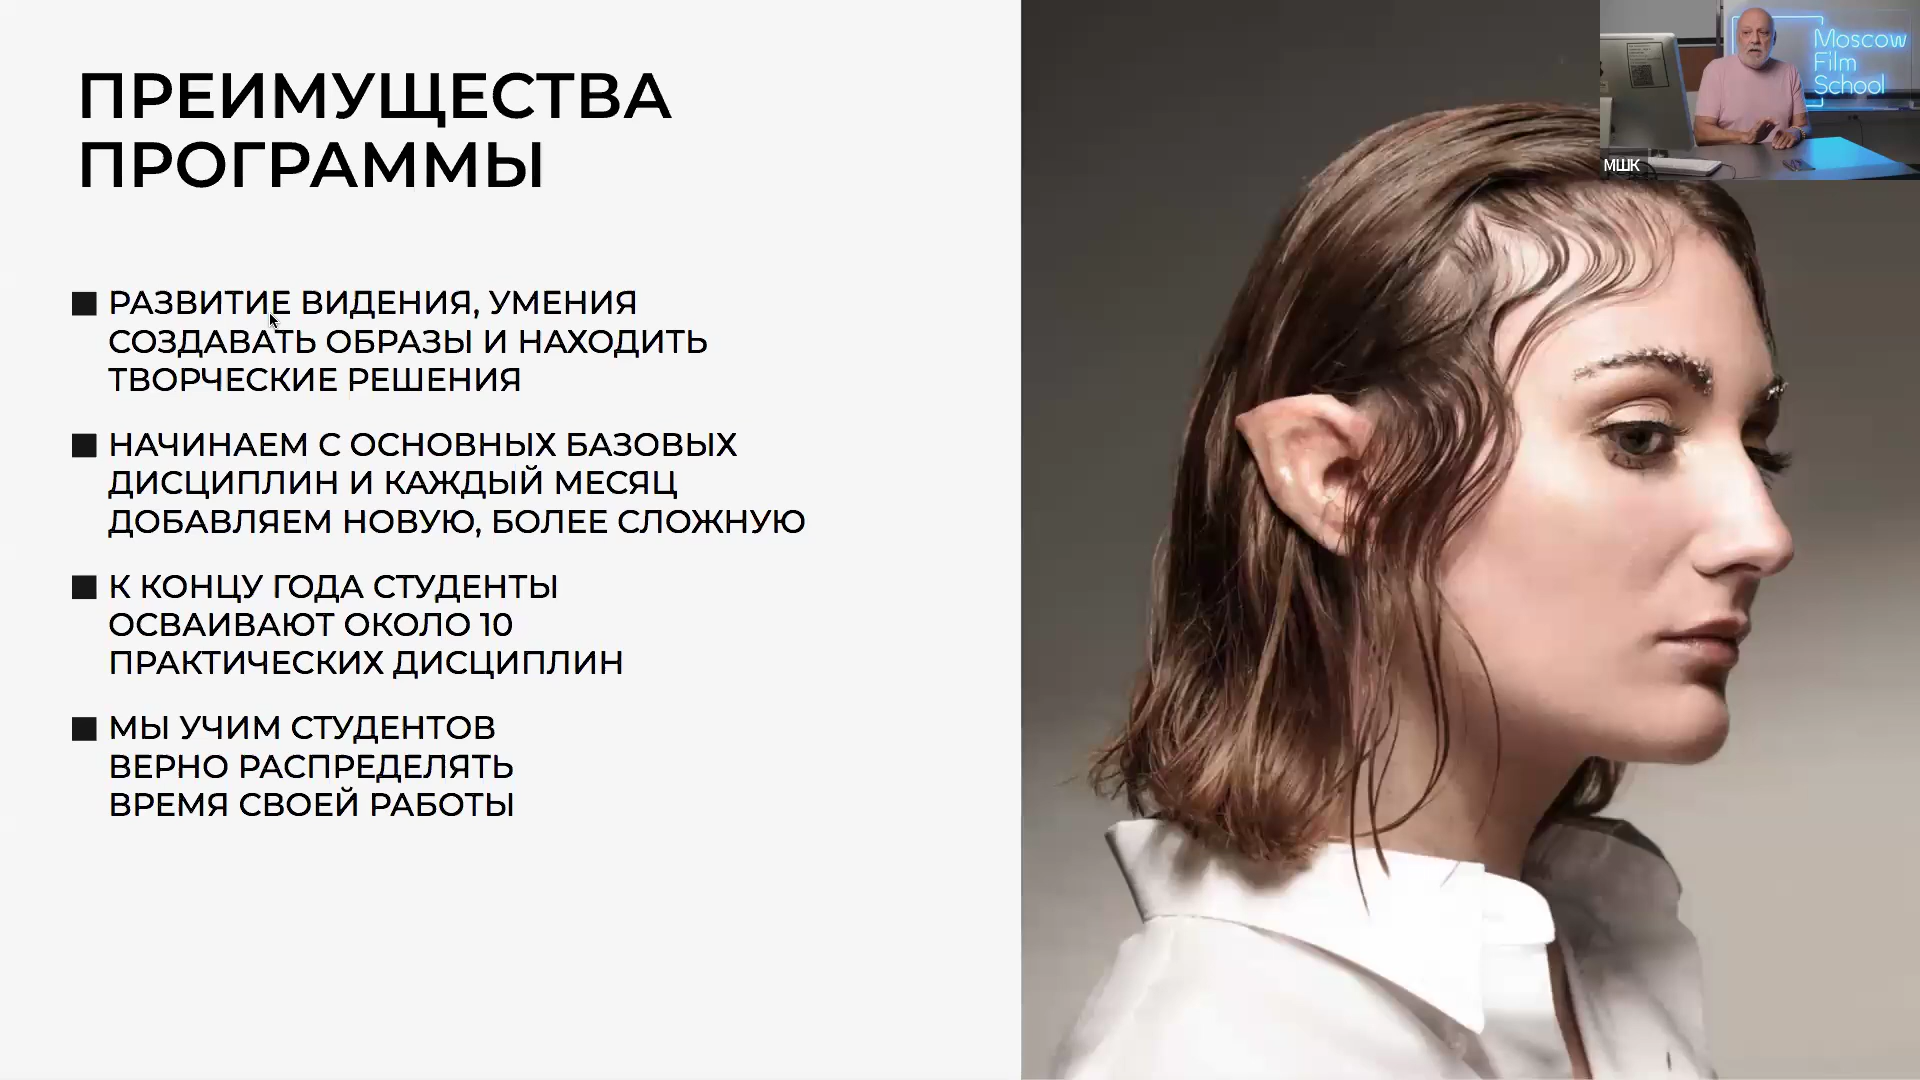 ПРЕИМУЩЕСТВА
ПРОГРАММЫ
РАЗВИТИЕ ВИДЕНИЯ, УМЕНИЯ
СОЗДАВАТЬ ОБРАЗЫ И НАХОДИТЬ
ТВОРЧЕСКИЕ РЕШЕНИЯ
НАЧИНАЕМ С ОСНОВНЫХ БАЗОВЫХ
ДИСЦИПЛИН И КАЖДЫЙ МЕСЯЦ
ДОБАВЛЯЕМ НОВУЮ, БОЛЕЕ СЛОЖНУЮ
К КОНЦУ ГОДА СТУДЕНТЫ
ОСВАИВАЮТ ОКОЛО 10
ПРАКТИЧЕСКИХ ДИСЦИПЛИН
МЫ УЧИМ СТУДЕНТОВ
ВЕРНО РАСПРЕДЕЛЯТЬ
ВРЕМЯ СВОЕЙ РАБОТЫ
Moscow
Film
School
МШК